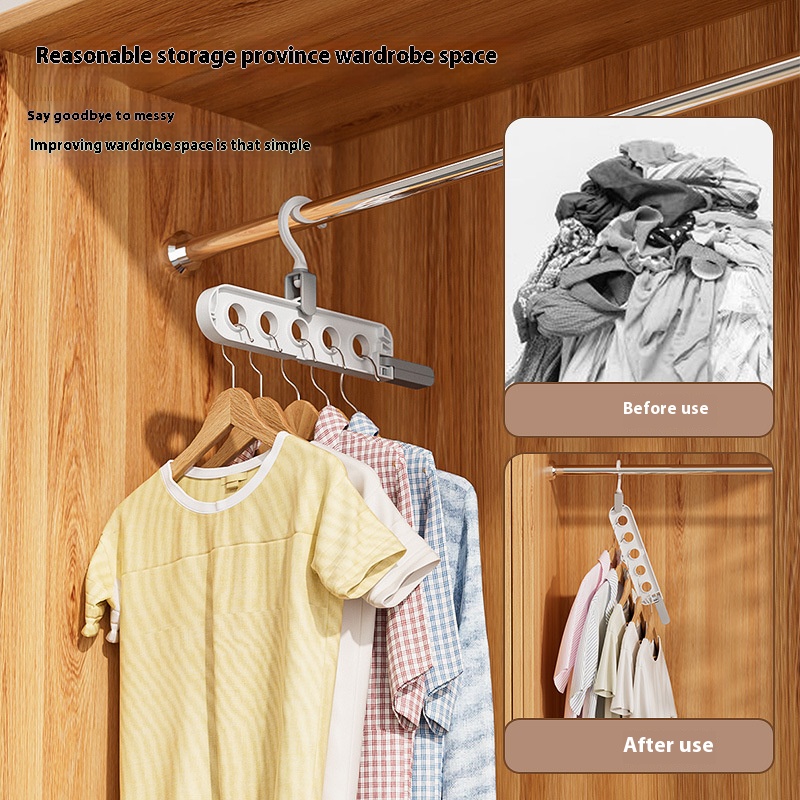 Reasonable storage province wardrobe space
Say goodbye to messy
Improving wardrobe space is that simple
Before use
After use